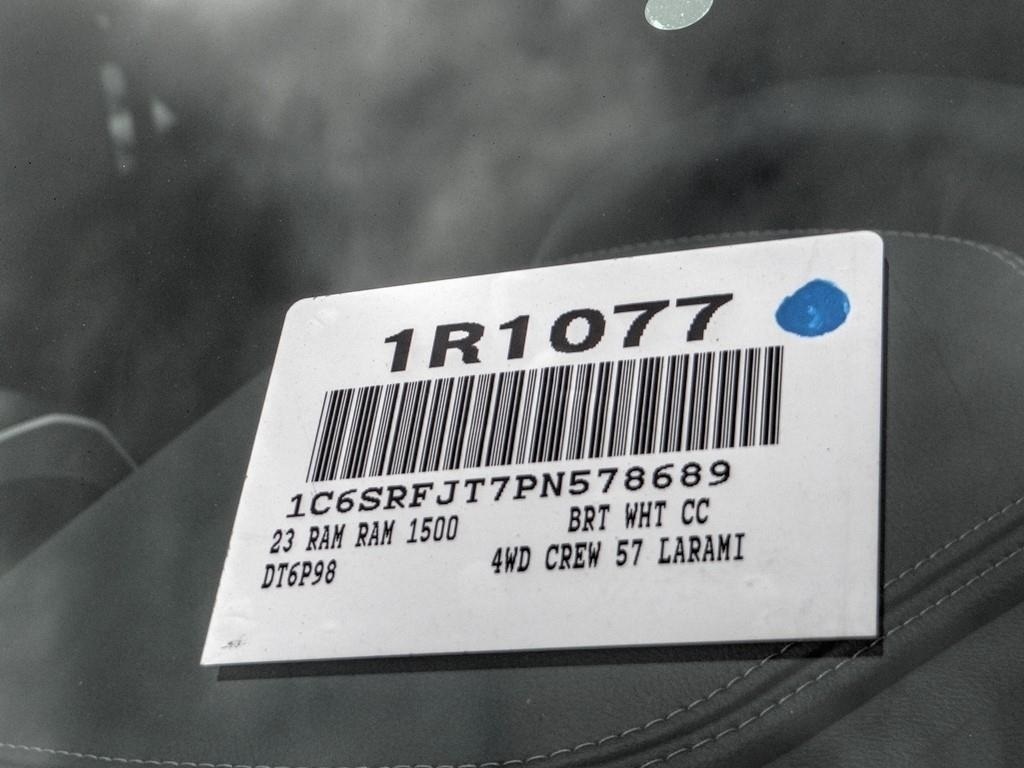 1R1077
1C6SRFJT7PN578689
23 RAM RAM 1500 BRT WHT CC
DT6P98 4WD CREW 57 LARAMI